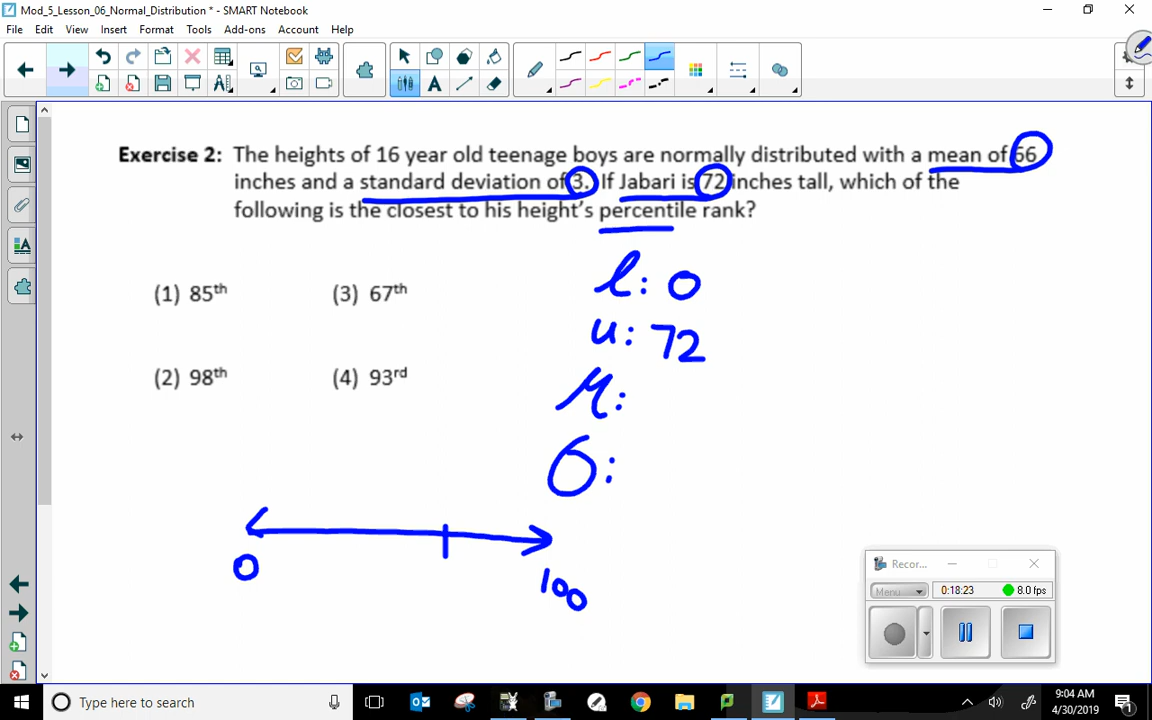 Mod_5_Lesson_06_Normal_Distribution * - SMART Notebook
File Edit View Insert Format Tools Add-ons Account Help
A
Exercise 2: The heights of 16 year old teenage boys are normally distributed with a mean of 66
inches and a standard deviation of 3. If Jabari is 72 inches tall, which of the
following is the closest to his height's percentile rank?
l: 0
(1) 85th (3) 67th
u: 72
(2) 98th (4) 93rd
μ:
σ:
0
100
Recor...
Menu
0:18:23 8.0 fps
Type here to search
9:04 AM
4/30/2019
1